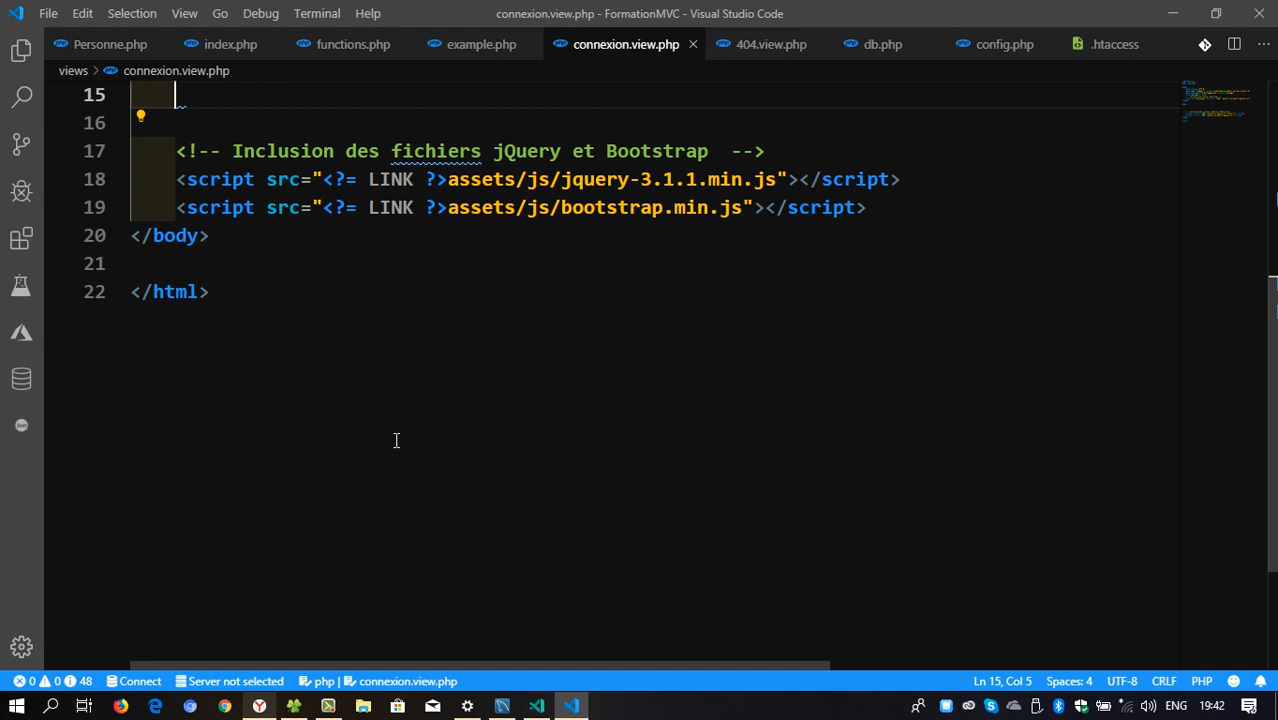 File Edit Selection View Go Debug Terminal Help connexion.view.php - FormationMVC - Visual Studio Code
Personne.php index.php functions.php example.php connexion.view.php 404.view.php db.php config.php .htaccess
views > connexion.view.php
15
16
17 <!-- Inclusion des fichiers jQuery et Bootstrap -->
18 <script src="<?= LINK ?>assets/js/jquery-3.1.1.min.js"></script>
19 <script src="<?= LINK ?>assets/js/bootstrap.min.js"></script>
20 </body>
21
22 </html>
0 0 48 Connect Server not selected php | connexion.view.php Ln 15, Col 5 Spaces: 4 UTF-8 CRLF PHP
ENG 19:42